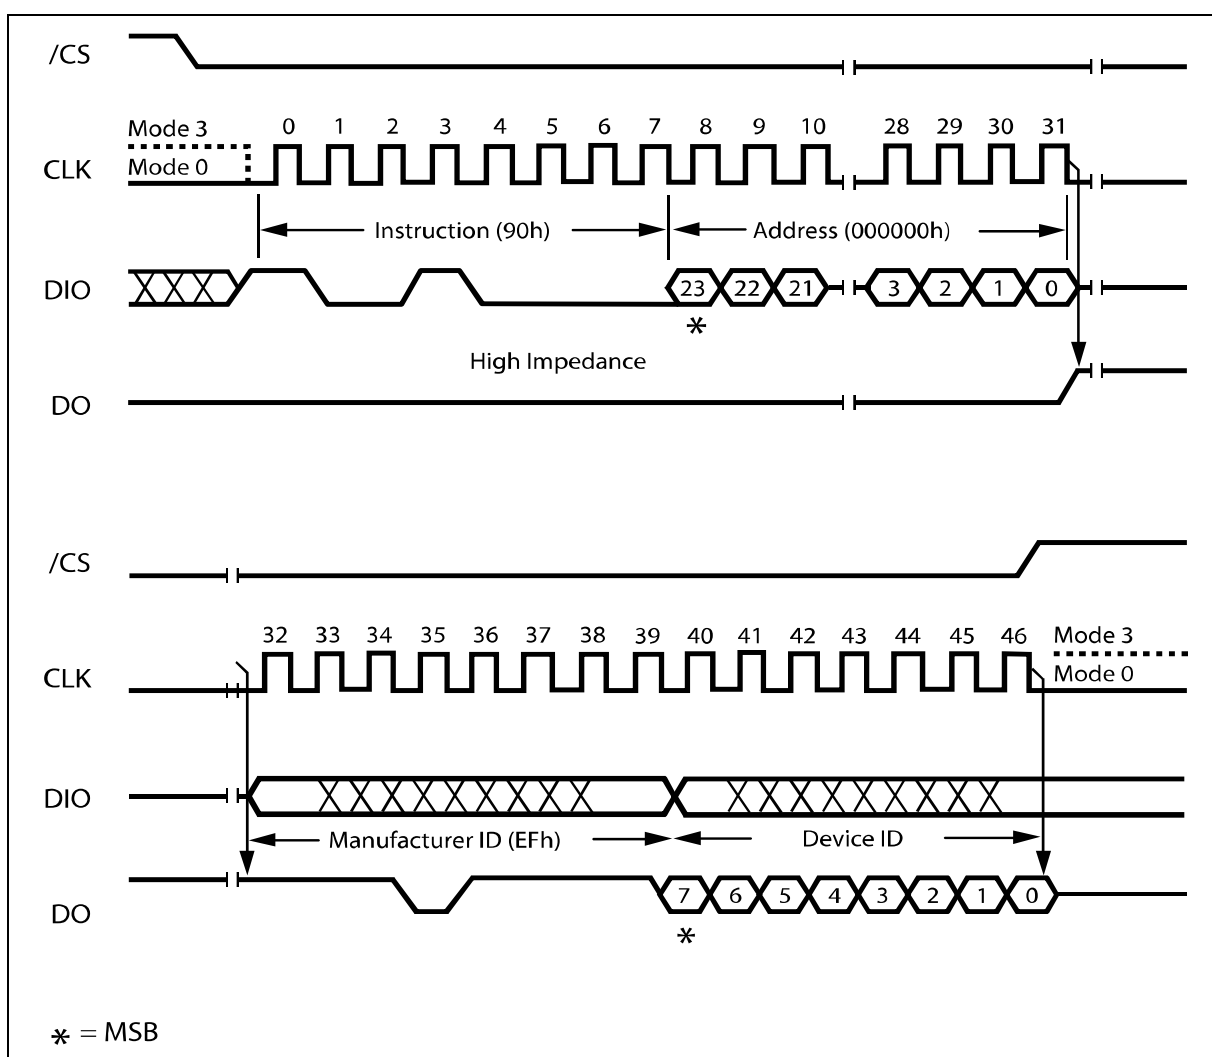 /CS
Mode 3
0 1 2 3 4 5 6 7 8 9 10 28 29 30 31
Mode 0
CLK
Instruction (90h) Address (000000h)
DIO
23 22 21 3 2 1 0
*
High Impedance
DO
/CS
32 33 34 35 36 37 38 39 40 41 42 43 44 45 46 Mode 3
CLK
Mode 0
DIO
Manufacturer ID (EFh) Device ID
DO
7 6 5 4 3 2 1 0
*
* = MSB